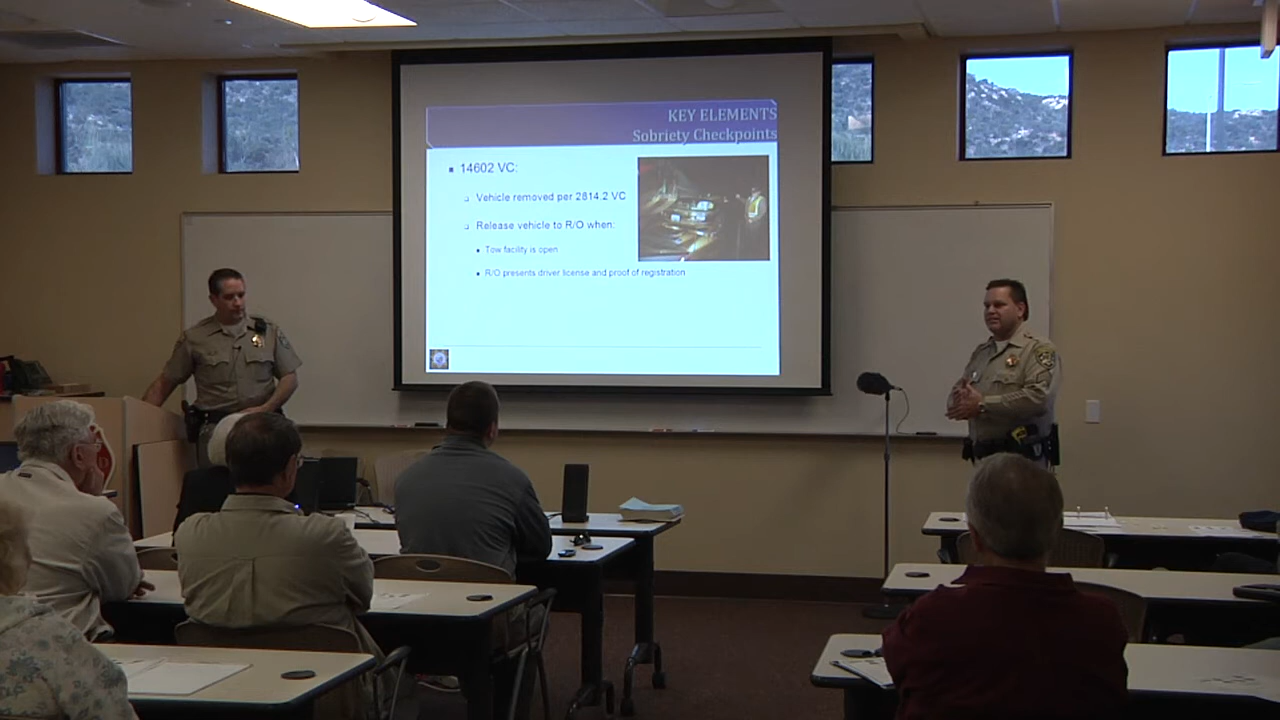 KEY ELEMENTS
Sobriety Checkpoints
14602 VC:
Vehicle removed per 2814.2 VC
Release vehicle to R/O when:
Tow facility is open
R/O presents driver license and proof of registration